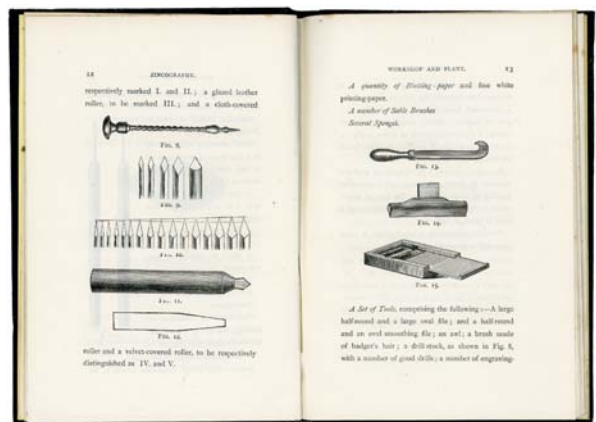 12
ZINCOGRAPHY.
respectively marked I. and II.; a glazed leather
roller, to be marked III.; and a cloth-covered
FIG. 8.
FIG. 9.
FIG. 10.
FIG. 11.
FIG. 12.
roller and a velvet-covered roller, to be respectively
distinguished as IV. and V.
WORKSHOP AND PLANT.
13
A quantity of Blotting-paper and fine white
printing-paper.
A number of Sable Brushes
Several Sponges.
FIG. 13.
FIG. 14.
FIG. 15.
A Set of Tools, comprising the following:—A large
half-round and a large oval file; and a half-round
and an oval smoothing file; an awl; a brush made
of badger's hair; a drill-stock, as shown in Fig. 8,
with a number of good drills; a number of engraving-